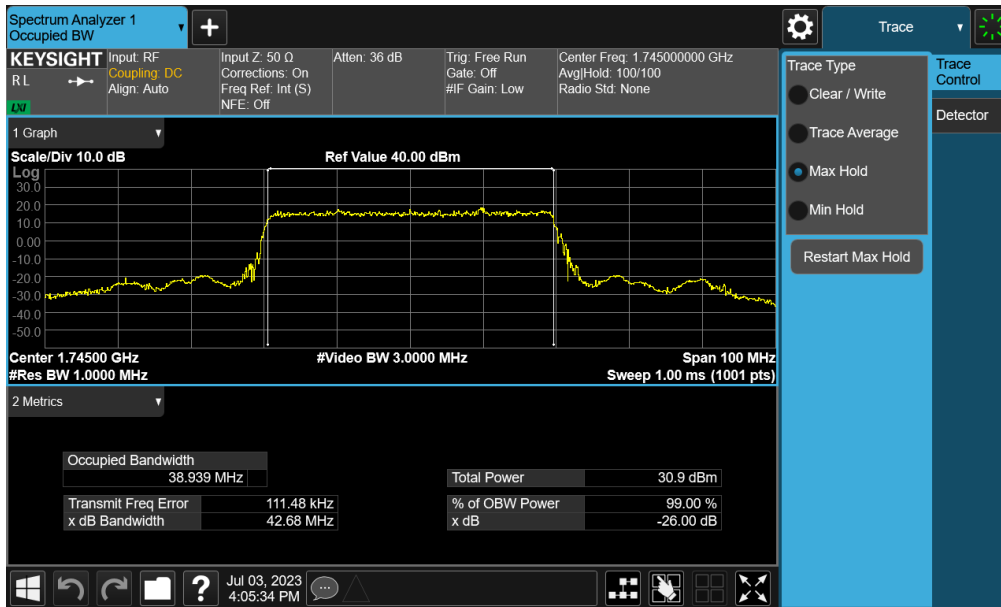 Spectrum Analyzer 1
Occupied BW
+
Trace
KEYSIGHT
R L
LXI
Input: RF
Coupling: DC
Align: Auto
Input Z: 50 Ω
Corrections: On
Freq Ref: Int (S)
NFE: Off
Atten: 36 dB
Trig: Free Run
Gate: Off
#IF Gain: Low
Center Freq: 1.745000000 GHz
Avg|Hold: 100/100
Radio Std: None
Trace Type
Clear / Write
Trace Average
Max Hold
Min Hold
Restart Max Hold
Trace
Control
Detector
1 Graph
Scale/Div 10.0 dB
Ref Value 40.00 dBm
Log
30.0
20.0
10.0
0.00
-10.0
-20.0
-30.0
-40.0
-50.0
Center 1.74500 GHz
#Video BW 3.0000 MHz
Span 100 MHz
#Res BW 1.0000 MHz
Sweep 1.00 ms (1001 pts)
2 Metrics
Occupied Bandwidth
38.939 MHz
Total Power 30.9 dBm
Transmit Freq Error 111.48 kHz
% of OBW Power 99.00 %
x dB Bandwidth 42.68 MHz
x dB -26.00 dB
?
Jul 03, 2023
4:05:34 PM